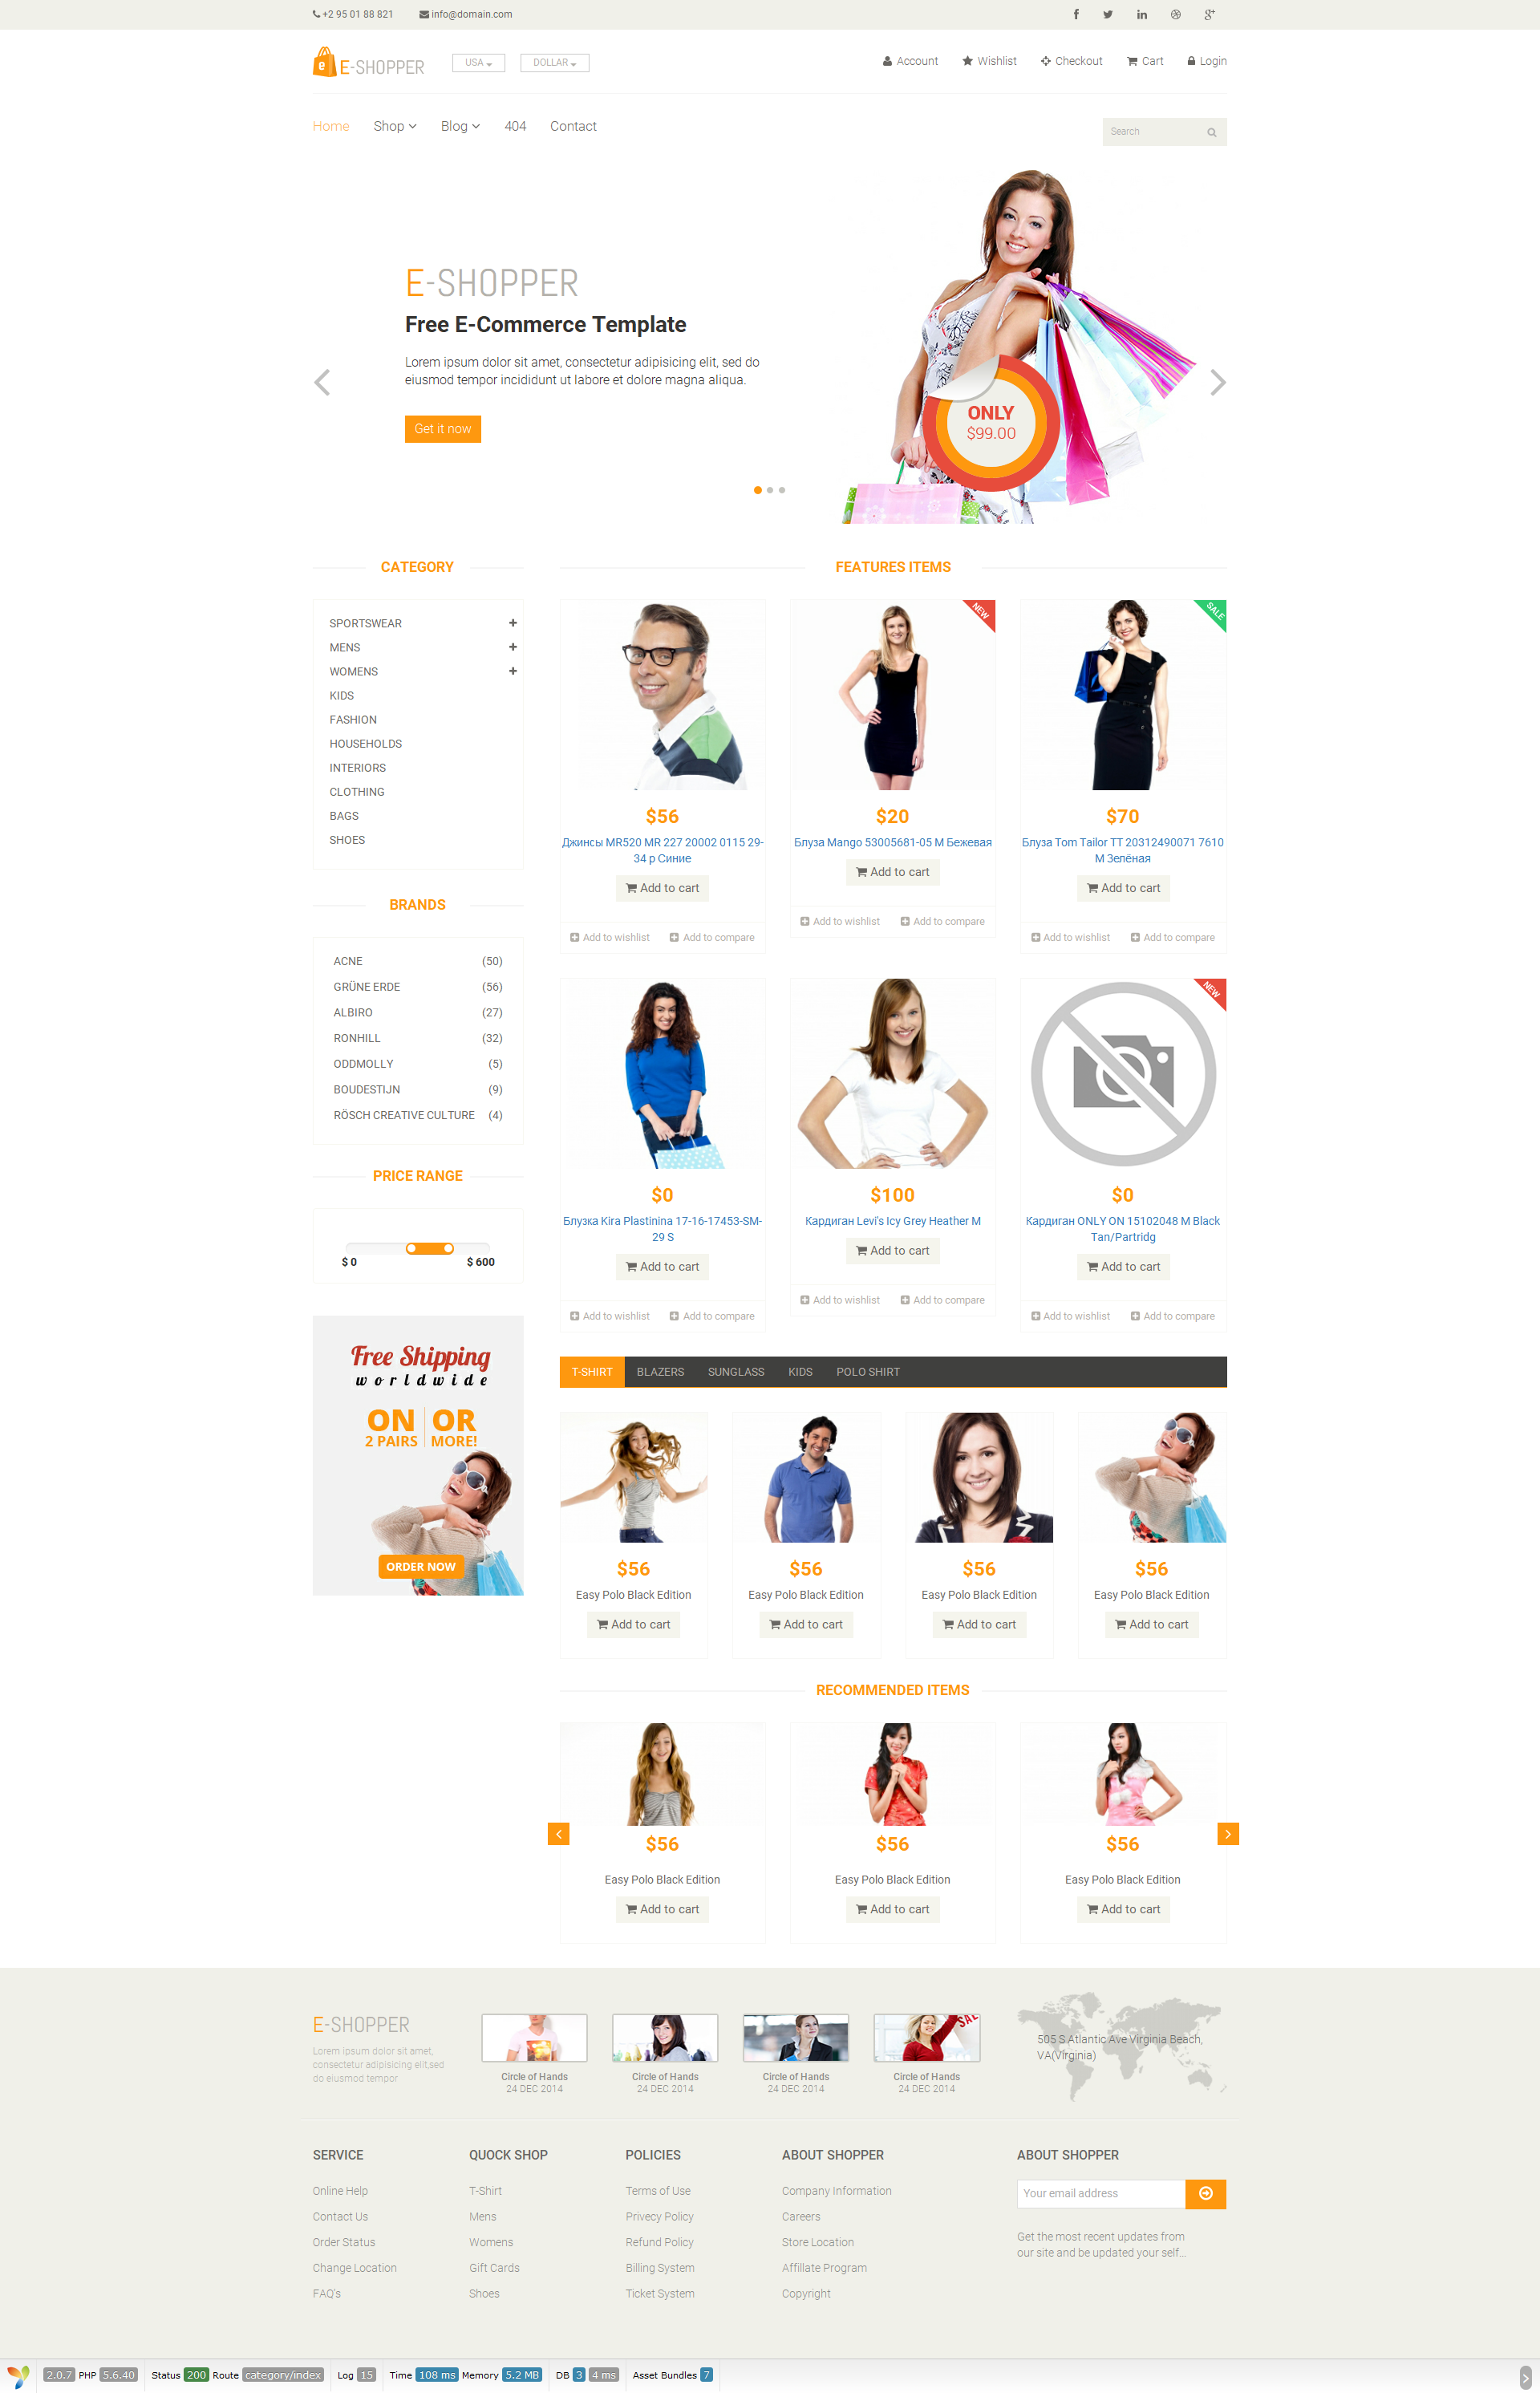 +2 95 01 88 821 info@domain.com
E-SHOPPER
USA DOLLAR
Account Wishlist Checkout Cart Login
Home Shop Blog 404 Contact
Search
E-SHOPPER
Free E-Commerce Template
Lorem ipsum dolor sit amet, consectetur adipisicing elit, sed do
eiusmod tempor incididunt ut labore et dolore magna aliqua.
Get it now
ONLY
$99.00
CATEGORY
SPORTSWEAR
MENS
WOMENS
KIDS
FASHION
HOUSEHOLDS
INTERIORS
CLOTHING
BAGS
SHOES
BRANDS
ACNE (50)
GRÜNE ERDE (56)
ALBIRO (27)
RONHILL (32)
ODDMOLLY (5)
BOUDESTIJN (9)
RÖSCH CREATIVE CULTURE (4)
PRICE RANGE
$ 0 $ 600
Free Shipping
worldwide
ON OR
2 PAIRS MORE!
ORDER NOW
FEATURES ITEMS
$56
Джинсы MR520 MR 227 20002 0115 29-
34 р Синие
Add to cart
Add to wishlist Add to compare
NEW
$20
Блуза Mango 53005681-05 M Бежевая
Add to cart
Add to wishlist Add to compare
SALE
$70
Блуза Tom Tailor TT 20312490071 7610
M Зелёная
Add to cart
Add to wishlist Add to compare
$0
Блузка Kira Plastinina 17-16-17453-SM-
29 S
Add to cart
Add to wishlist Add to compare
$100
Кардиган Levi's Icy Grey Heather M
Add to cart
Add to wishlist Add to compare
NEW
$0
Кардиган ONLY ON 15102048 M Black
Tan/Partridg
Add to cart
Add to wishlist Add to compare
T-SHIRT BLAZERS SUNGLASS KIDS POLO SHIRT
$56
Easy Polo Black Edition
Add to cart
$56
Easy Polo Black Edition
Add to cart
$56
Easy Polo Black Edition
Add to cart
$56
Easy Polo Black Edition
Add to cart
RECOMMENDED ITEMS
$56
Easy Polo Black Edition
Add to cart
$56
Easy Polo Black Edition
Add to cart
$56
Easy Polo Black Edition
Add to cart
E-SHOPPER
Lorem ipsum dolor sit amet,
consectetur adipisicing elit,sed
do eiusmod tempor
Circle of Hands
24 DEC 2014
Circle of Hands
24 DEC 2014
Circle of Hands
24 DEC 2014
SALE
Circle of Hands
24 DEC 2014
505 S Atlantic Ave Virginia Beach,
VA(Virginia)
SERVICE
Online Help
Contact Us
Order Status
Change Location
FAQ's
QUOCK SHOP
T-Shirt
Mens
Womens
Gift Cards
Shoes
POLICIES
Terms of Use
Privecy Policy
Refund Policy
Billing System
Ticket System
ABOUT SHOPPER
Company Information
Careers
Store Location
Affillate Program
Copyright
ABOUT SHOPPER
Your email address
Get the most recent updates from
our site and be updated your self...
2.0.7 PHP 5.6.40 Status 200 Route category/index Log 15 Time 108 ms Memory 5.2 MB DB 3 4 ms Asset Bundles 7